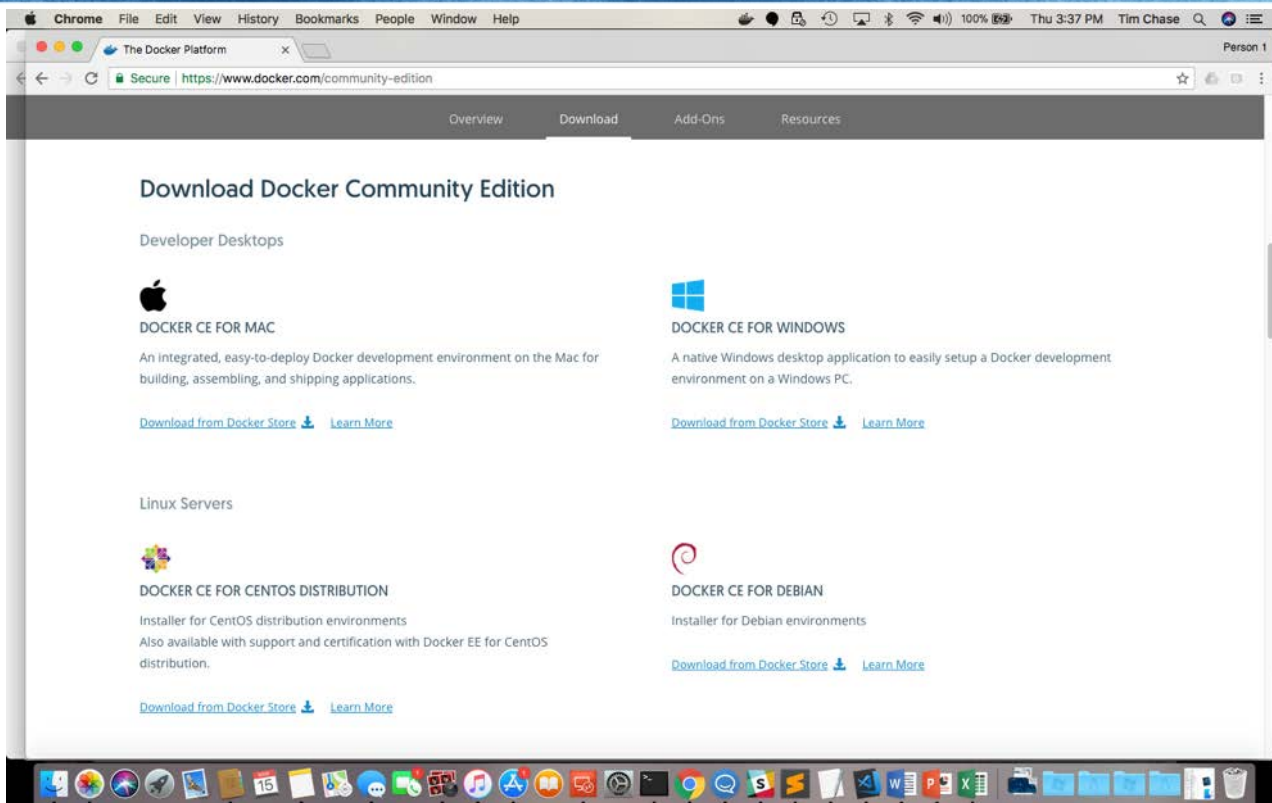 Chrome File Edit View History Bookmarks People Window Help 100% Thu 3:37 PM Tim Chase
The Docker Platform Person 1
Secure https://www.docker.com/community-edition
Overview Download Add-Ons Resources
Download Docker Community Edition
Developer Desktops
DOCKER CE FOR MAC
An integrated, easy-to-deploy Docker development environment on the Mac for
building, assembling, and shipping applications.
Download from Docker Store Learn More
DOCKER CE FOR WINDOWS
A native Windows desktop application to easily setup a Docker development
environment on a Windows PC.
Download from Docker Store Learn More
Linux Servers
DOCKER CE FOR CENTOS DISTRIBUTION
Installer for CentOS distribution environments
Also available with support and certification with Docker EE for CentOS
distribution.
Download from Docker Store Learn More
DOCKER CE FOR DEBIAN
Installer for Debian environments
Download from Docker Store Learn More
15